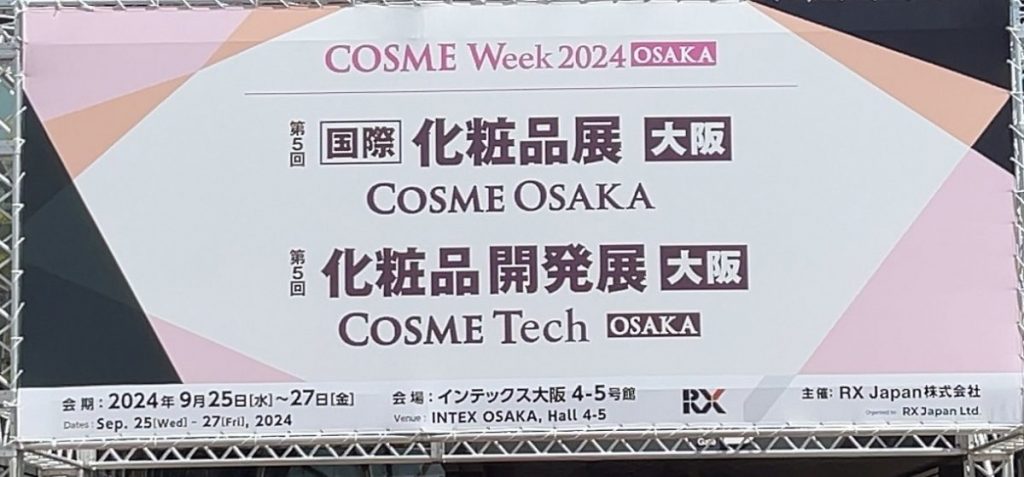 COSME Week 2024 OSAKA
第5回 国際 化粧品展 大阪
COSME OSAKA
第5回 化粧品開発展 大阪
COSME Tech OSAKA
会期：2024年 9月25日[水]～27日[金]
Dates : Sep. 25[Wed] - 27[Fri], 2024
会場：インテックス大阪 4-5号館
Venue : INTEX OSAKA, Hall 4-5
RX
主催：RX Japan株式会社
Organised by : RX Japan Ltd.